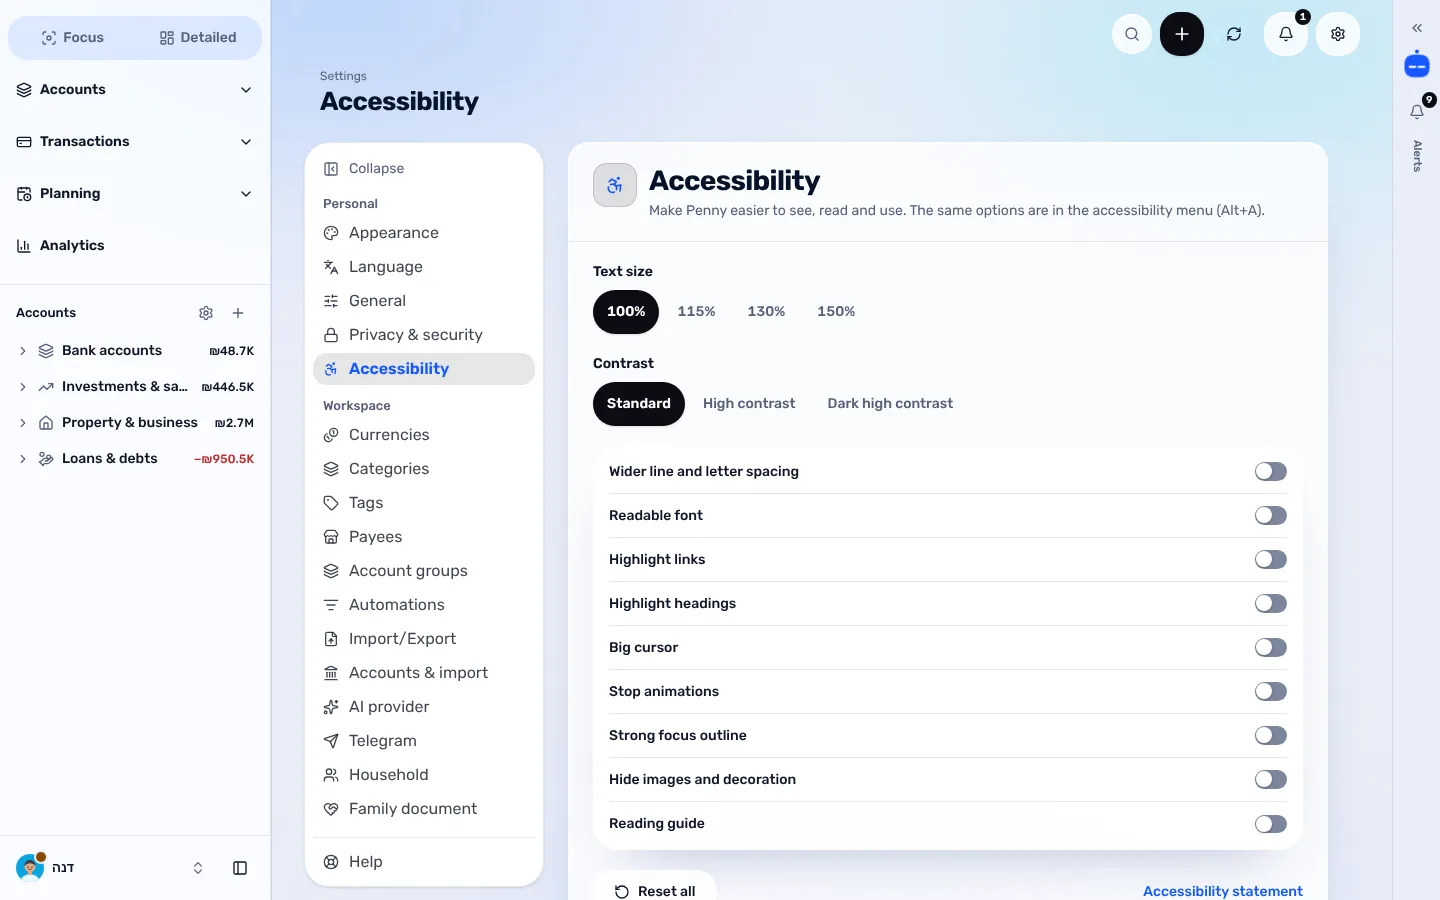 Focus
Detailed
Accounts
Transactions
Planning
Analytics
Accounts
Bank accounts ₪48.7K
Investments & sa... ₪446.5K
Property & business ₪2.7M
Loans & debts −₪950.5K
דנה
Settings
Accessibility
1
Collapse
Personal
Appearance
Language
General
Privacy & security
Accessibility
Workspace
Currencies
Categories
Tags
Payees
Account groups
Automations
Import/Export
Accounts & import
AI provider
Telegram
Household
Family document
Help
Accessibility
Make Penny easier to see, read and use. The same options are in the accessibility menu (Alt+A).
Text size
100% 115% 130% 150%
Contrast
Standard High contrast Dark high contrast
Wider line and letter spacing
Readable font
Highlight links
Highlight headings
Big cursor
Stop animations
Strong focus outline
Hide images and decoration
Reading guide
Reset all
Accessibility statement
9
Alerts